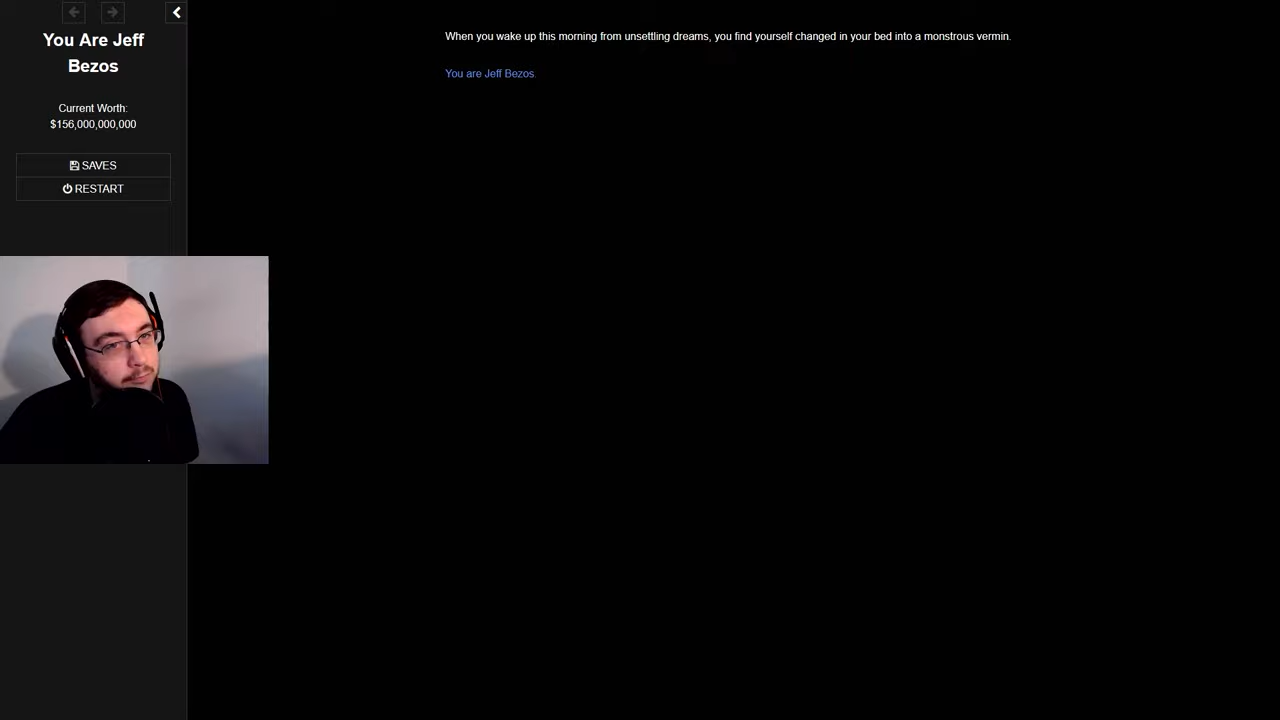 You Are Jeff
Bezos
Current Worth:
$156,000,000,000
SAVES
RESTART
When you wake up this morning from unsettling dreams, you find yourself changed in your bed into a monstrous vermin.
You are Jeff Bezos.